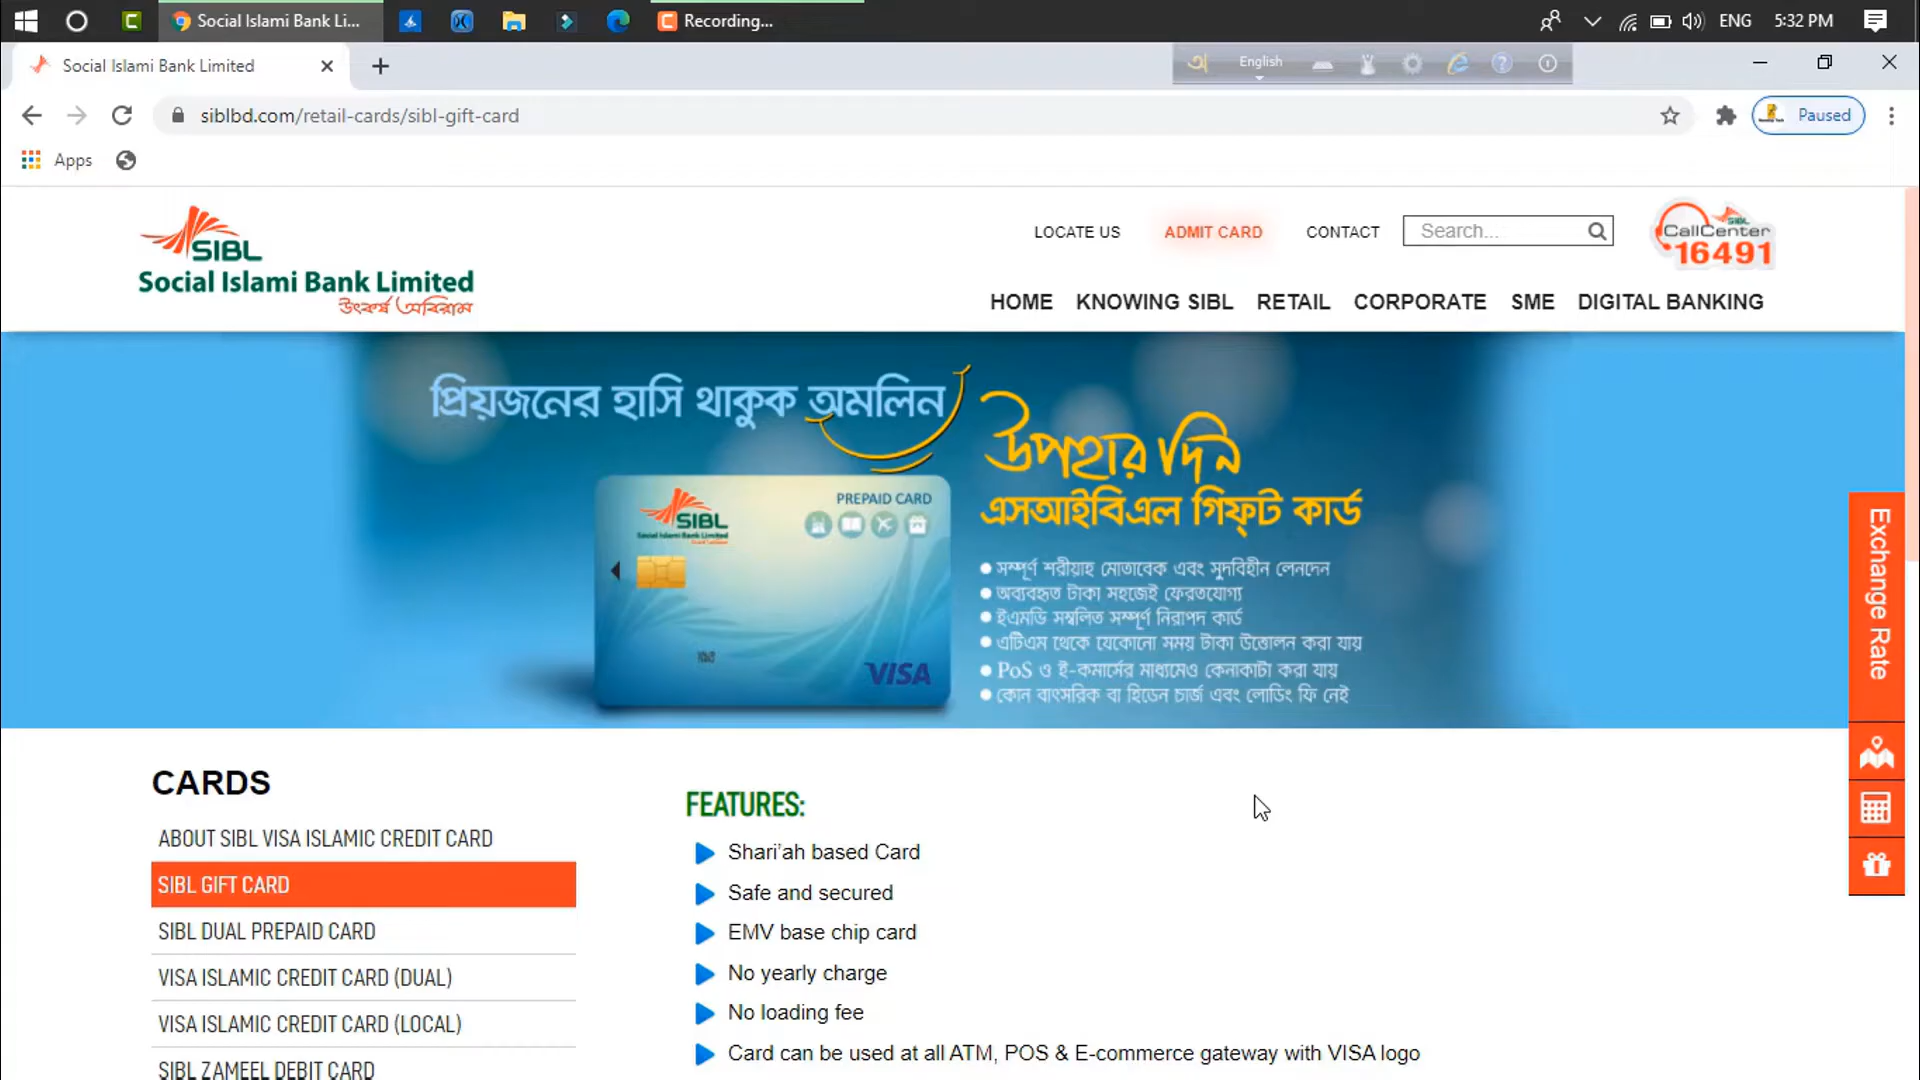 Social Islami Bank Li...
Recording...
ENG
5:32 PM
Social Islami Bank Limited
English
siblbd.com/retail-cards/sibl-gift-card
Paused
Apps
SIBL
Social Islami Bank Limited
উৎকর্ষে অবিরাম
LOCATE US
ADMIT CARD
CONTACT
Search...
SIBL
CallCenter
16491
HOME
KNOWING SIBL
RETAIL
CORPORATE
SME
DIGITAL BANKING
প্রিয়জনের হাসি থাকুক অমলিন
উপহার দিন
এসআইবিএল গিফ্ট কার্ড
সম্পূর্ণ শরীয়াহ মোতাবেক এবং সুদবিহীন লেনদেন
অব্যবহৃত টাকা সহজেই ফেরতযোগ্য
ইএমভি সম্বলিত সম্পূর্ণ নিরাপদ কার্ড
এটিএম থেকে যেকোনো সময় টাকা উত্তোলন করা যায়
PoS ও ই-কমার্সের মাধ্যমেও কেনাকাটা করা যায়
কোন বাৎসরিক বা হিডেন চার্জ এবং লোডিং ফি নেই
PREPAID CARD
SIBL
Social Islami Bank Limited
VISA
Exchange Rate
CARDS
ABOUT SIBL VISA ISLAMIC CREDIT CARD
SIBL GIFT CARD
SIBL DUAL PREPAID CARD
VISA ISLAMIC CREDIT CARD (DUAL)
VISA ISLAMIC CREDIT CARD (LOCAL)
SIBL ZAMEEL DEBIT CARD
FEATURES:
Shari’ah based Card
Safe and secured
EMV base chip card
No yearly charge
No loading fee
Card can be used at all ATM, POS & E-commerce gateway with VISA logo